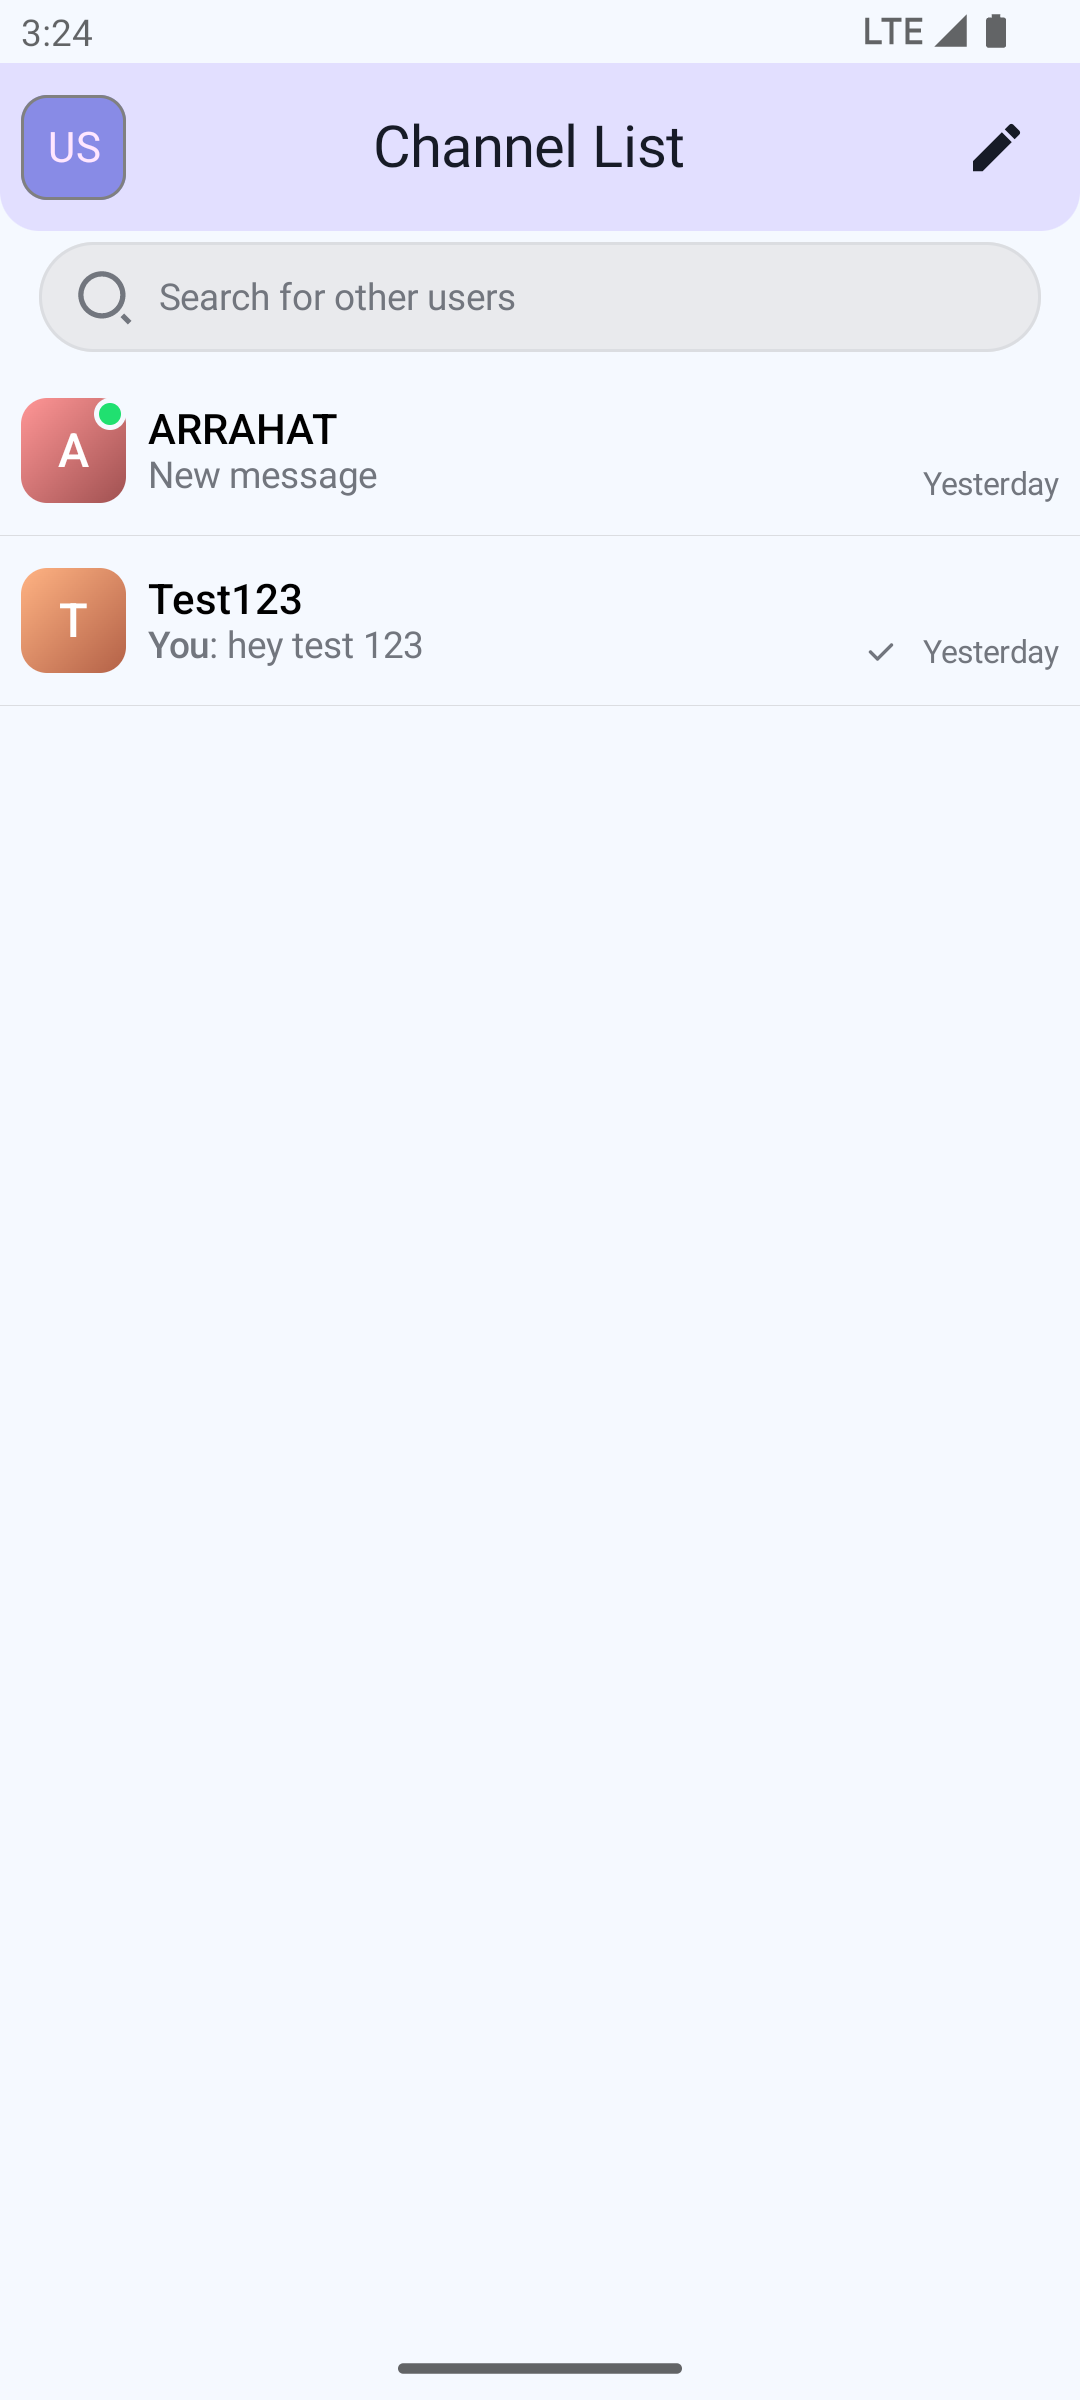 3:24
LTE
US
Channel List
Search for other users
A
ARRAHAT
New message
Yesterday
T
Test123
You: hey test 123
Yesterday